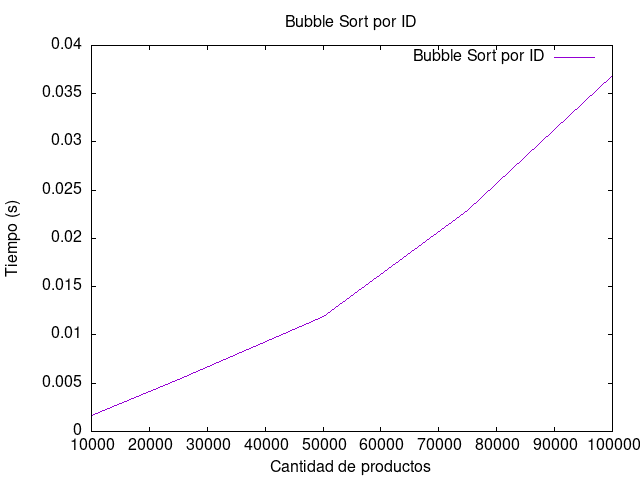 Bubble Sort por ID
Bubble Sort por ID
0.04
0.035
0.03
0.025
0.02
0.015
0.01
0.005
0
Tiempo (s)
10000 20000 30000 40000 50000 60000 70000 80000 90000 100000
Cantidad de productos